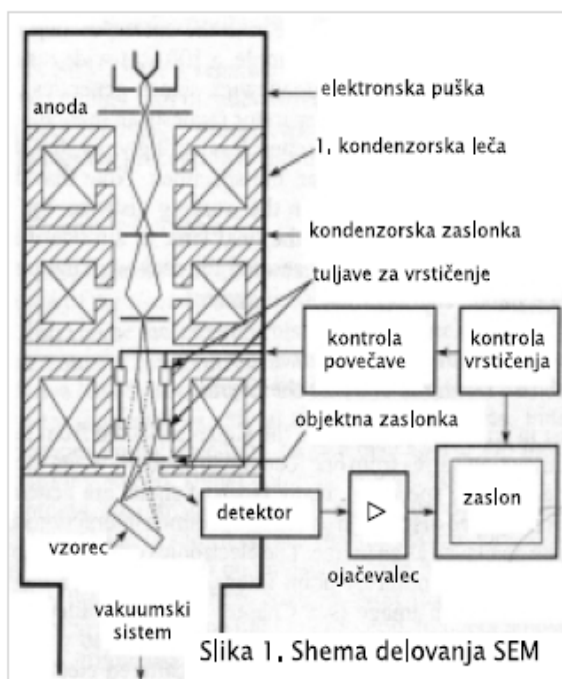 anoda
elektronska puška
1. kondenzorska leča
kondenzorska zaslonka
tuljave za vrstičenje
kontrola
povečave
kontrola
vrstičenja
objektna zaslonka
detektor
zaslon
vzorec
ojačevalec
vakuumski
sistem
Slika 1. Shema delovanja SEM